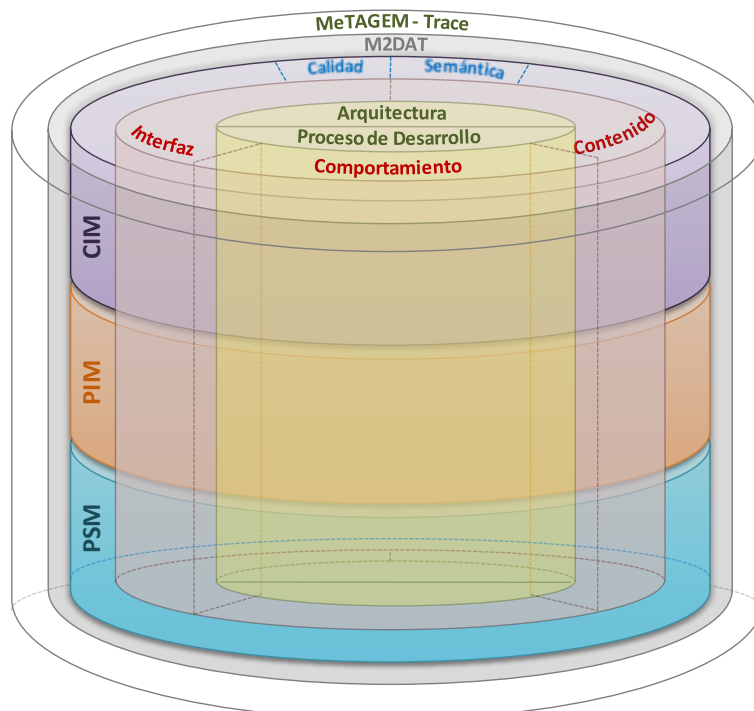 MeTAGEM - Trace
M2DAT
Calidad
Semántica
Arquitectura
Proceso de Desarrollo
Interfaz
Contenido
Comportamiento
CIM
PIM
PSM